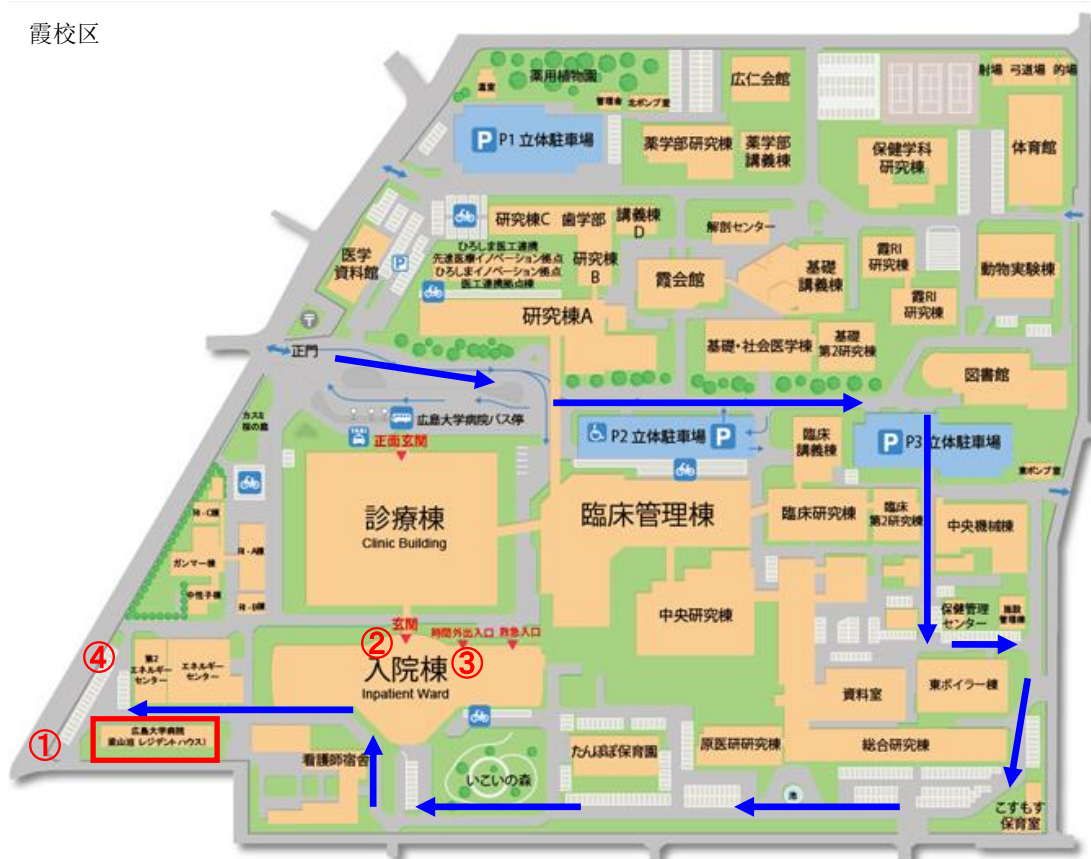 霞校区
薬用植物園
温室
管理舎
北ポンプ室
広仁会館
射場
弓道場
的場
P
P1 立体駐車場
薬学部研究棟
薬学部
講義棟
保健学科
研究棟
体育館
研究棟C
歯学部
講義棟
D
解剖センター
医学
資料館
P
ひろしま医工連携
先進医療イノベーション拠点
ひろしまイノベーション拠点
医工連携拠点棟
研究棟
B
霞会館
基礎
講義棟
霞RI
研究棟
動物実験棟
霞RI
研究棟
研究棟A
基礎・社会医学棟
基礎
第2研究棟
正門
図書館
カスミ
桜の庭
広島大学病院バス停
TAXI
正面玄関
P2 立体駐車場
P
臨床
講義棟
P
P3 立体駐車場
東ポンプ室
診療棟
Clinic Building
臨床管理棟
臨床研究棟
臨床
第2研究棟
中央機械棟
RI-C棟
RI-A棟
ガンマー棟
中性子棟
RI-B棟
中央研究棟
保健管理
センター
施設
管理棟
玄関
時間外出入口
救急入口
②
③
入院棟
Inpatient Ward
④
第2
エネルギー
センター
エネルギー
センター
資料室
東ボイラー棟
①
広島大学病院
レジデントハウス
看護師宿舎
いこいの森
たんぽぽ保育園
原医研研究棟
総合研究棟
池
こすもす
保育室